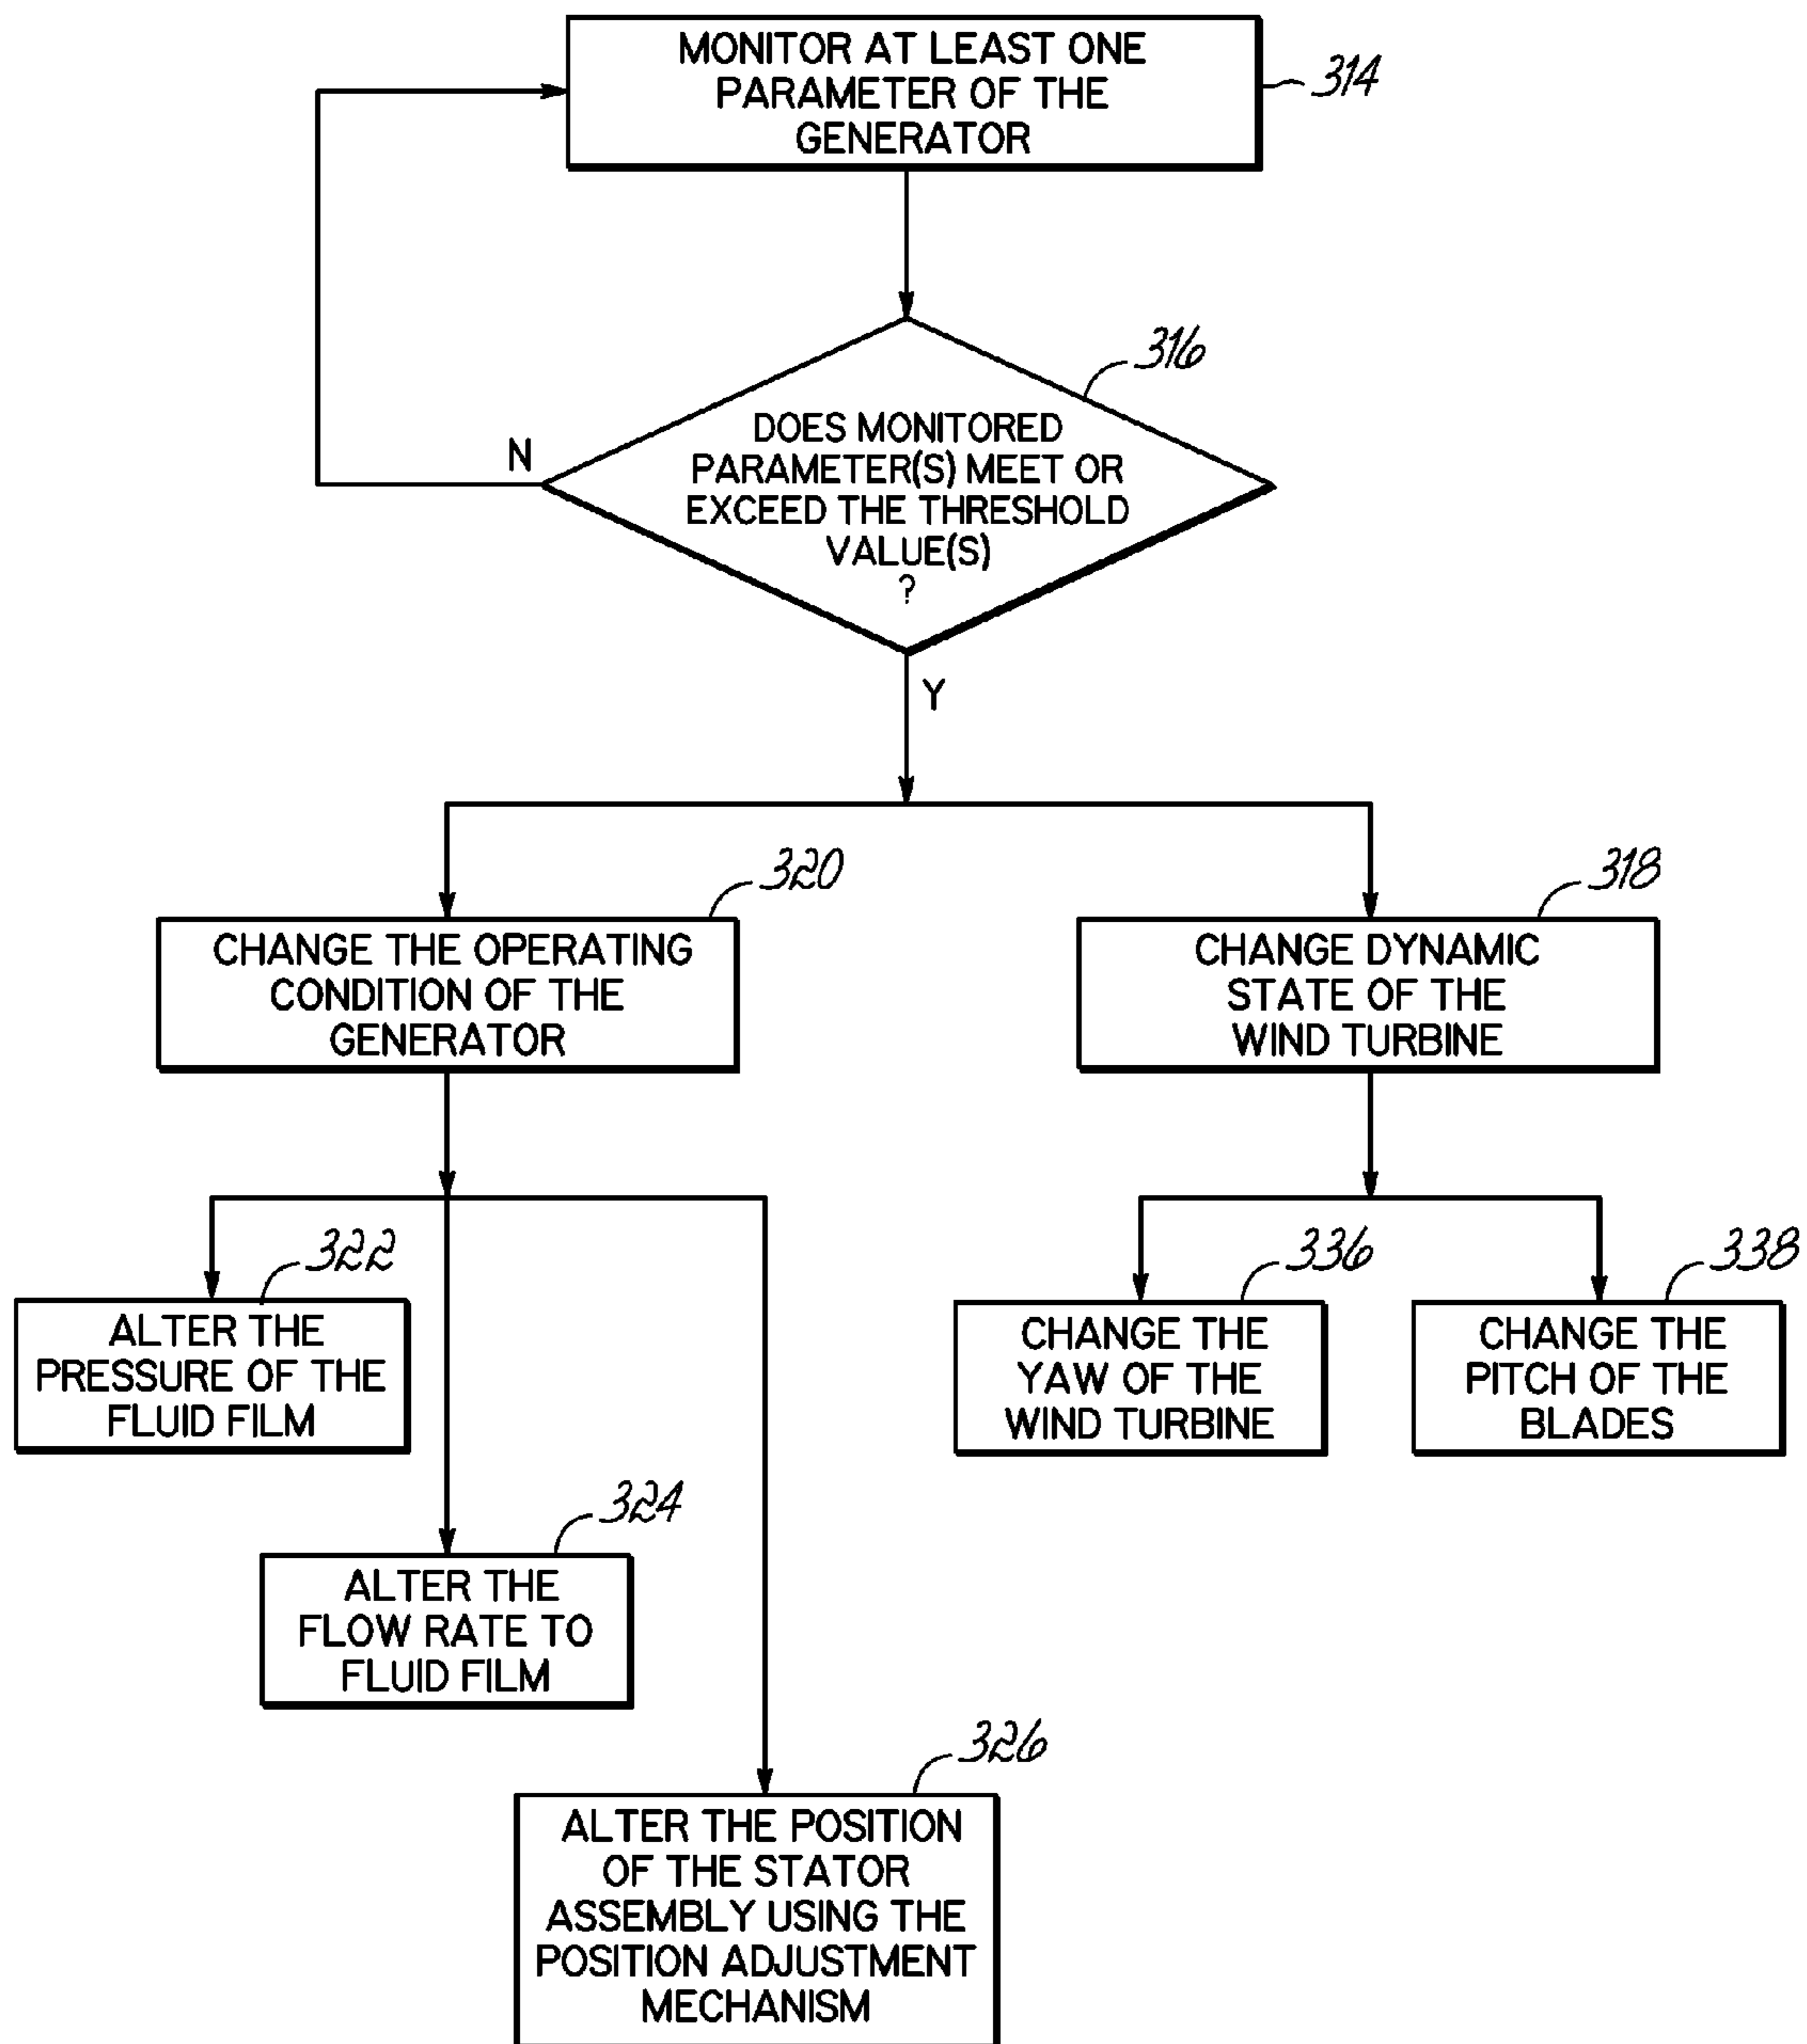 MONITOR AT LEAST ONE
PARAMETER OF THE
GENERATOR
314
316
DOES MONITORED
PARAMETER(S) MEET OR
EXCEED THE THRESHOLD
VALUE(S)
?
N
Y
320
CHANGE THE OPERATING
CONDITION OF THE
GENERATOR
318
CHANGE DYNAMIC
STATE OF THE
WIND TURBINE
322
ALTER THE
PRESSURE OF THE
FLUID FILM
336
CHANGE THE
YAW OF THE
WIND TURBINE
338
CHANGE THE
PITCH OF THE
BLADES
324
ALTER THE
FLOW RATE TO
FLUID FILM
326
ALTER THE POSITION
OF THE STATOR
ASSEMBLY USING THE
POSITION ADJUSTMENT
MECHANISM